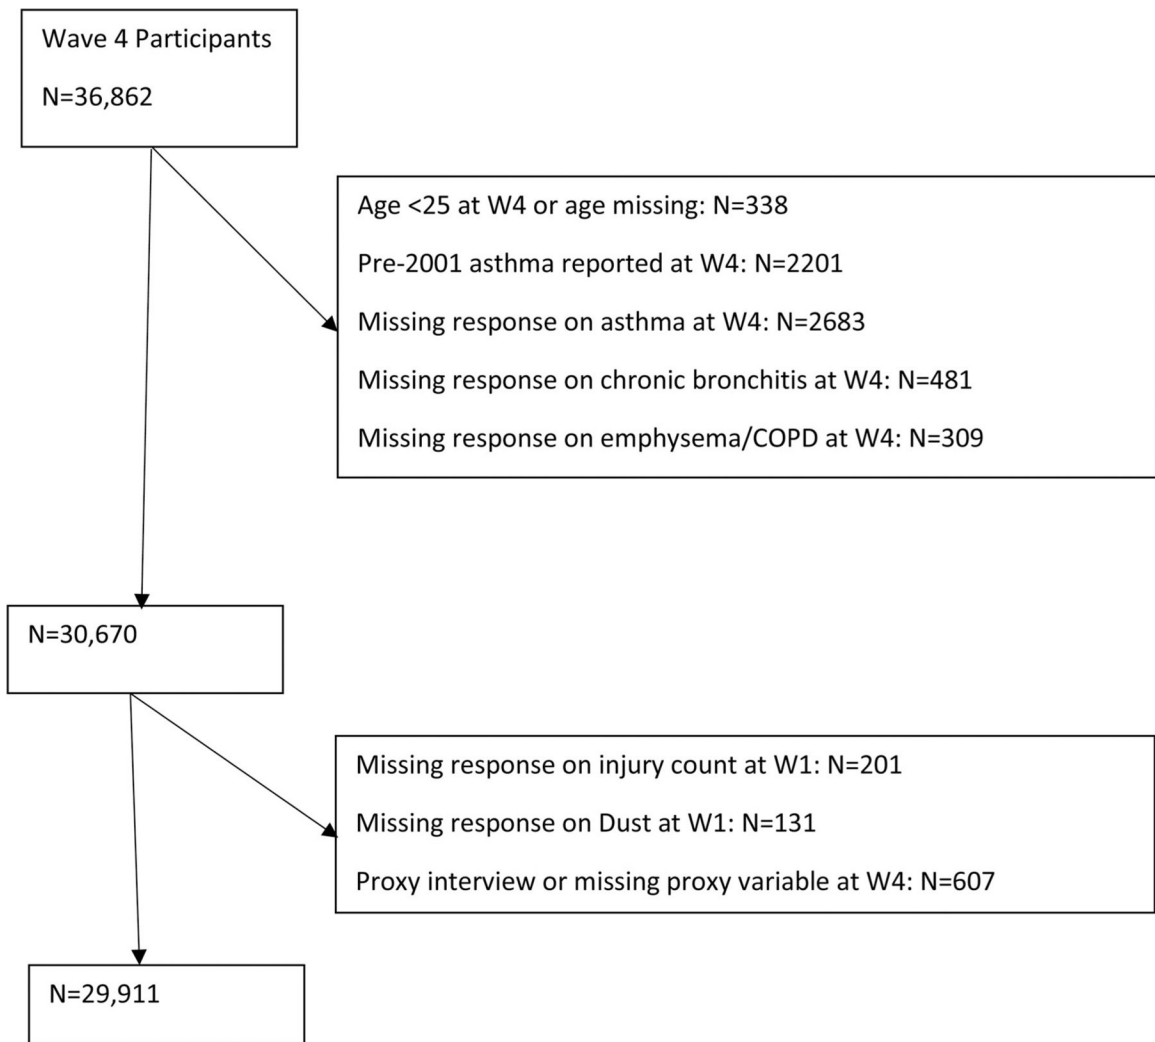 Wave 4 Participants
N=36,862
Age <25 at W4 or age missing: N=338
Pre-2001 asthma reported at W4: N=2201
Missing response on asthma at W4: N=2683
Missing response on chronic bronchitis at W4: N=481
Missing response on emphysema/COPD at W4: N=309
N=30,670
Missing response on injury count at W1: N=201
Missing response on Dust at W1: N=131
Proxy interview or missing proxy variable at W4: N=607
N=29,911